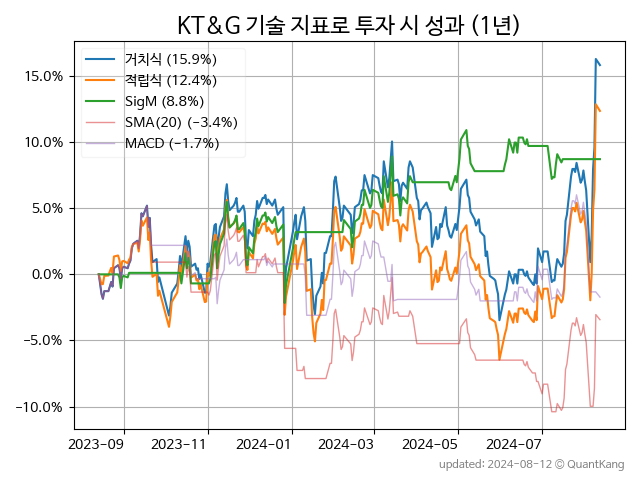 KT&G 기술 지표로 투자 시 성과 (1년)
거치식 (15.9%)
적립식 (12.4%)
SigM (8.8%)
SMA(20) (−3.4%)
MACD (−1.7%)
15.0%
10.0%
5.0%
0.0%
−5.0%
−10.0%
2023-09 2023-11 2024-01 2024-03 2024-05 2024-07
updated: 2024-08-12 © QuantKang